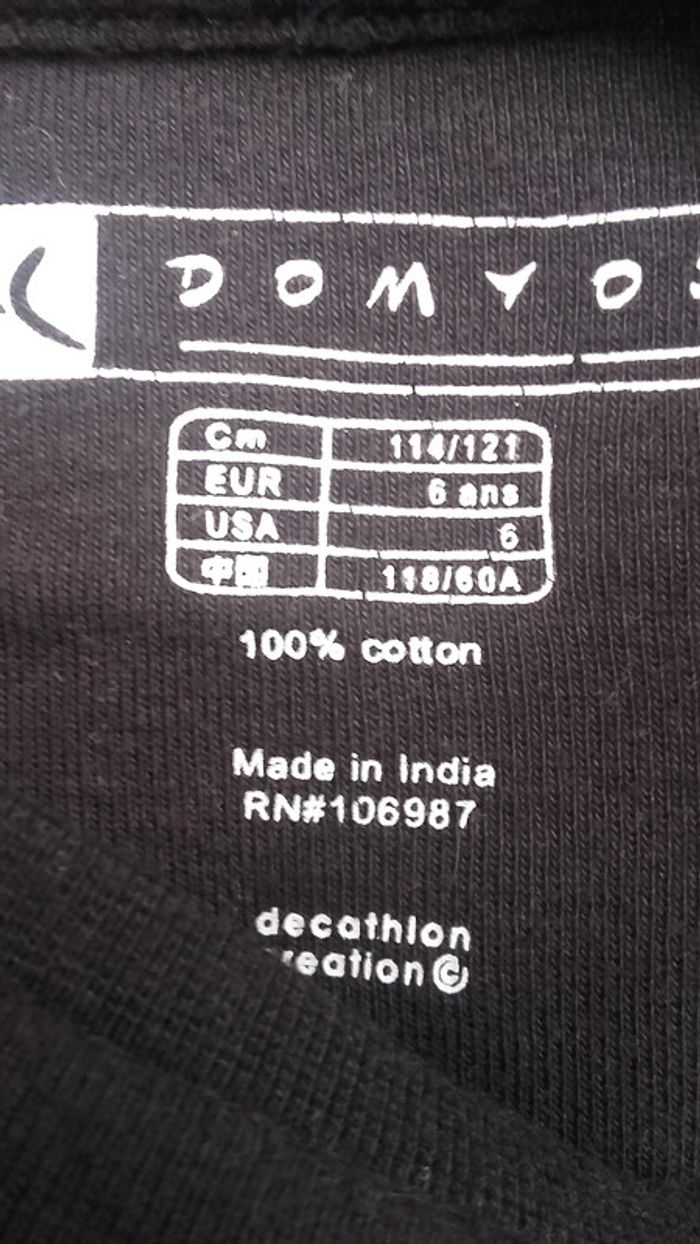 DOMYOS
Cm 114/121
EUR 6 ans
USA 6
中国 118/60A
100% cotton
Made in India
RN#106987
decathlon
reation©